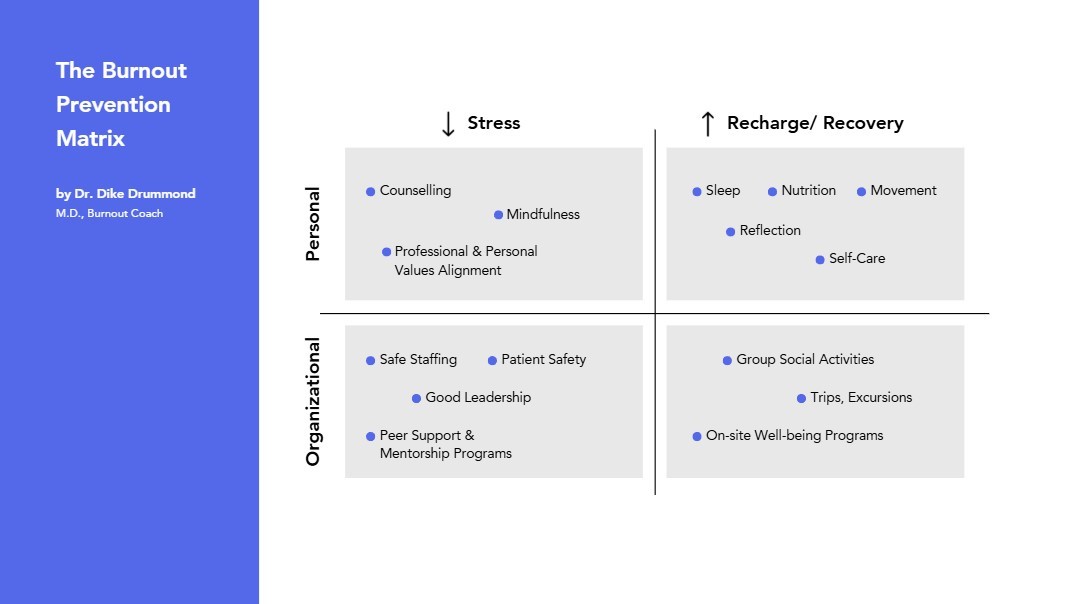 The Burnout
Prevention
Matrix
by Dr. Dike Drummond
M.D., Burnout Coach
↓ Stress
↑ Recharge/ Recovery
Personal
Counselling
Mindfulness
Professional & Personal
Values Alignment
Sleep
Nutrition
Movement
Reflection
Self-Care
Organizational
Safe Staffing
Patient Safety
Good Leadership
Peer Support &
Mentorship Programs
Group Social Activities
Trips, Excursions
On-site Well-being Programs